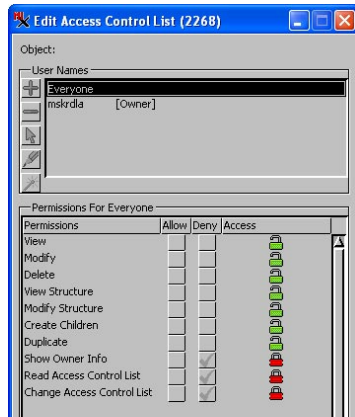 Edit Access Control List (2268)
Object:
User Names
Everyone
mskrdla [Owner]
Permissions For Everyone
Permissions Allow Deny Access
View
Modify
Delete
View Structure
Modify Structure
Create Children
Duplicate
Show Owner Info
Read Access Control List
Change Access Control List